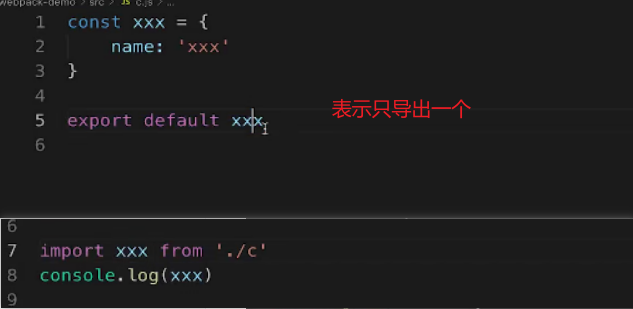 webpack-demo > src > c.js > ...
1 const xxx = {
2 name: 'xxx'
3 }
4
5 export default xxx
表示只导出一个
6
6
7 import xxx from './c'
8 console.log(xxx)
9